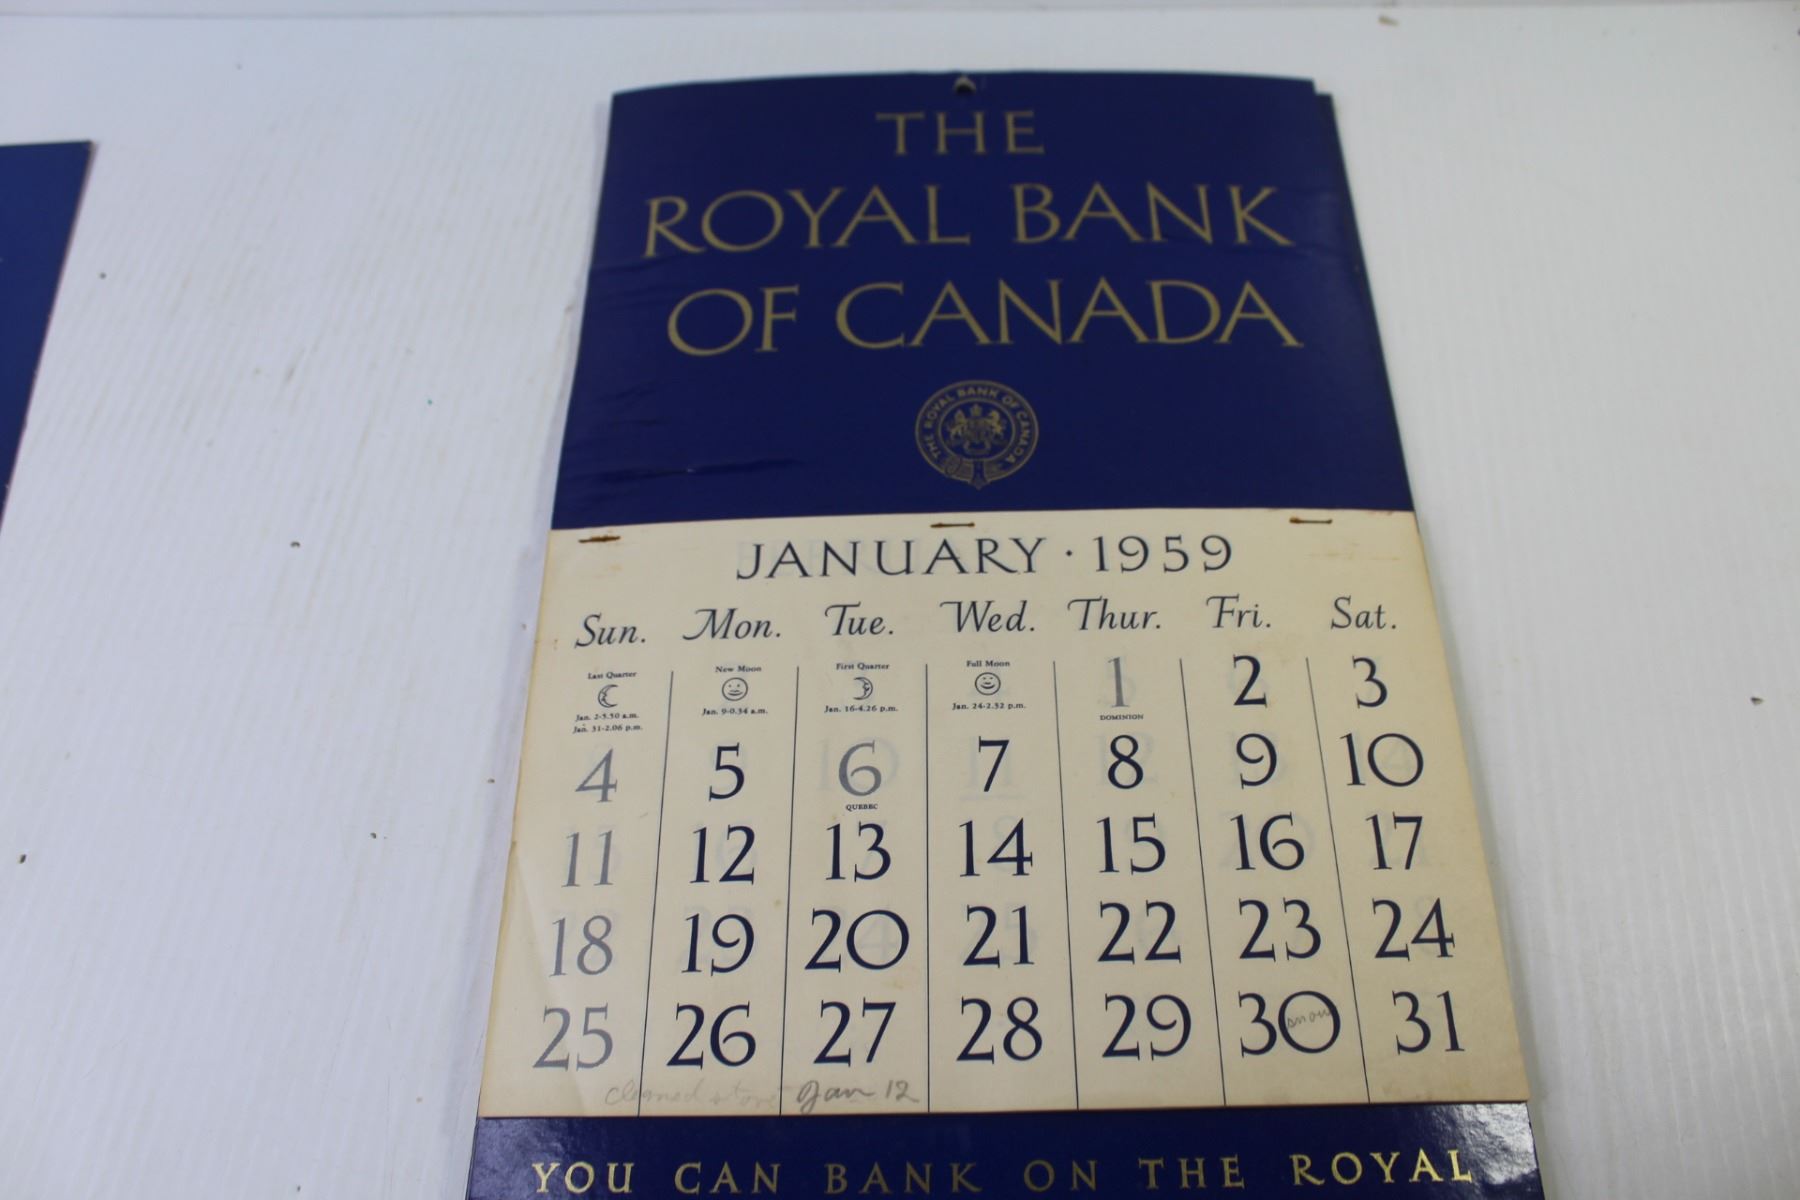 THE
ROYAL BANK
OF CANADA
THE ROYAL BANK OF CANADA
JANUARY · 1959
Sun. Mon. Tue. Wed. Thur. Fri. Sat.
Last Quarter New Moon First Quarter Full Moon 1 2 3
Jan. 2-5.50 a.m. Jan. 9-0.34 a.m. Jan. 16-4.26 p.m. Jan. 24-2.32 p.m. DOMINION
Jan. 31-2.06 p.m.
4 5 6 7 8 9 10
QUEBEC
11 12 13 14 15 16 17
18 19 20 21 22 23 24
25 26 27 28 29 30 31
snow
cleaned stove Jan 12
YOU CAN BANK ON THE ROYAL